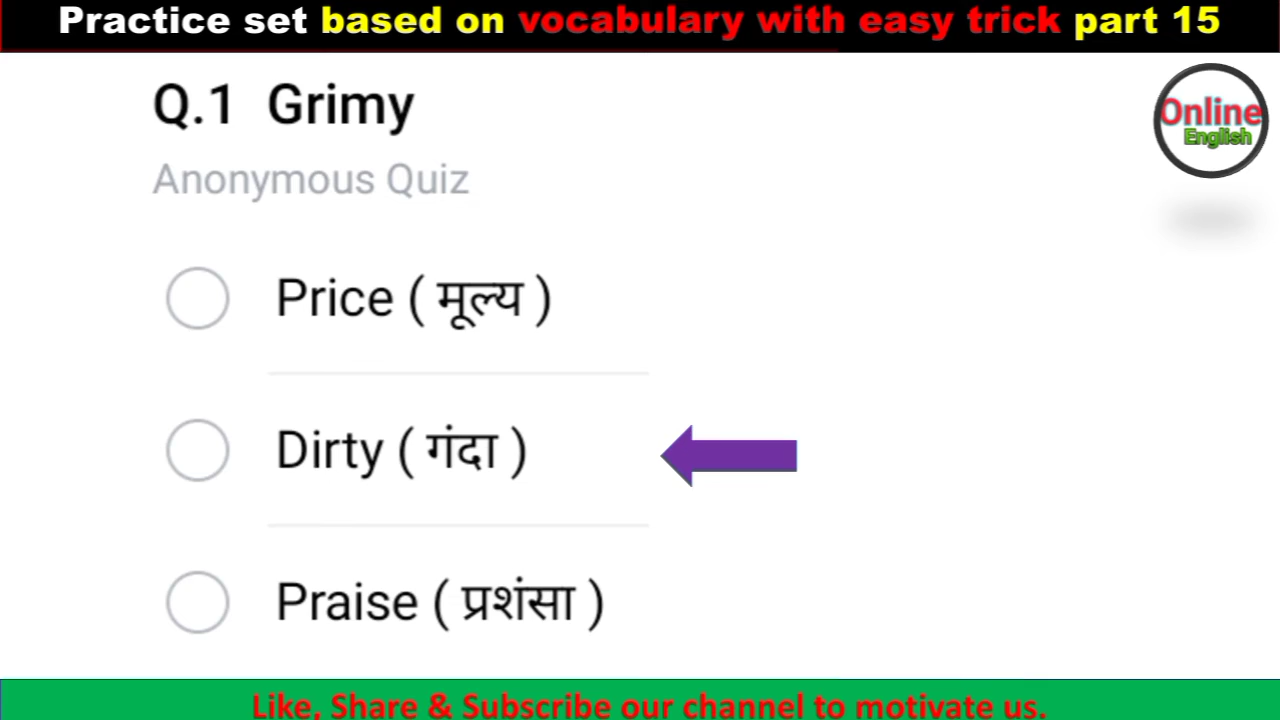 Practice set based on vocabulary with easy trick part 15
Online
English
Q.1 Grimy
Anonymous Quiz
Price ( मूल्य )
Dirty ( गंदा )
Praise ( प्रशंसा )
Like, Share & Subscribe our channel to motivate us.